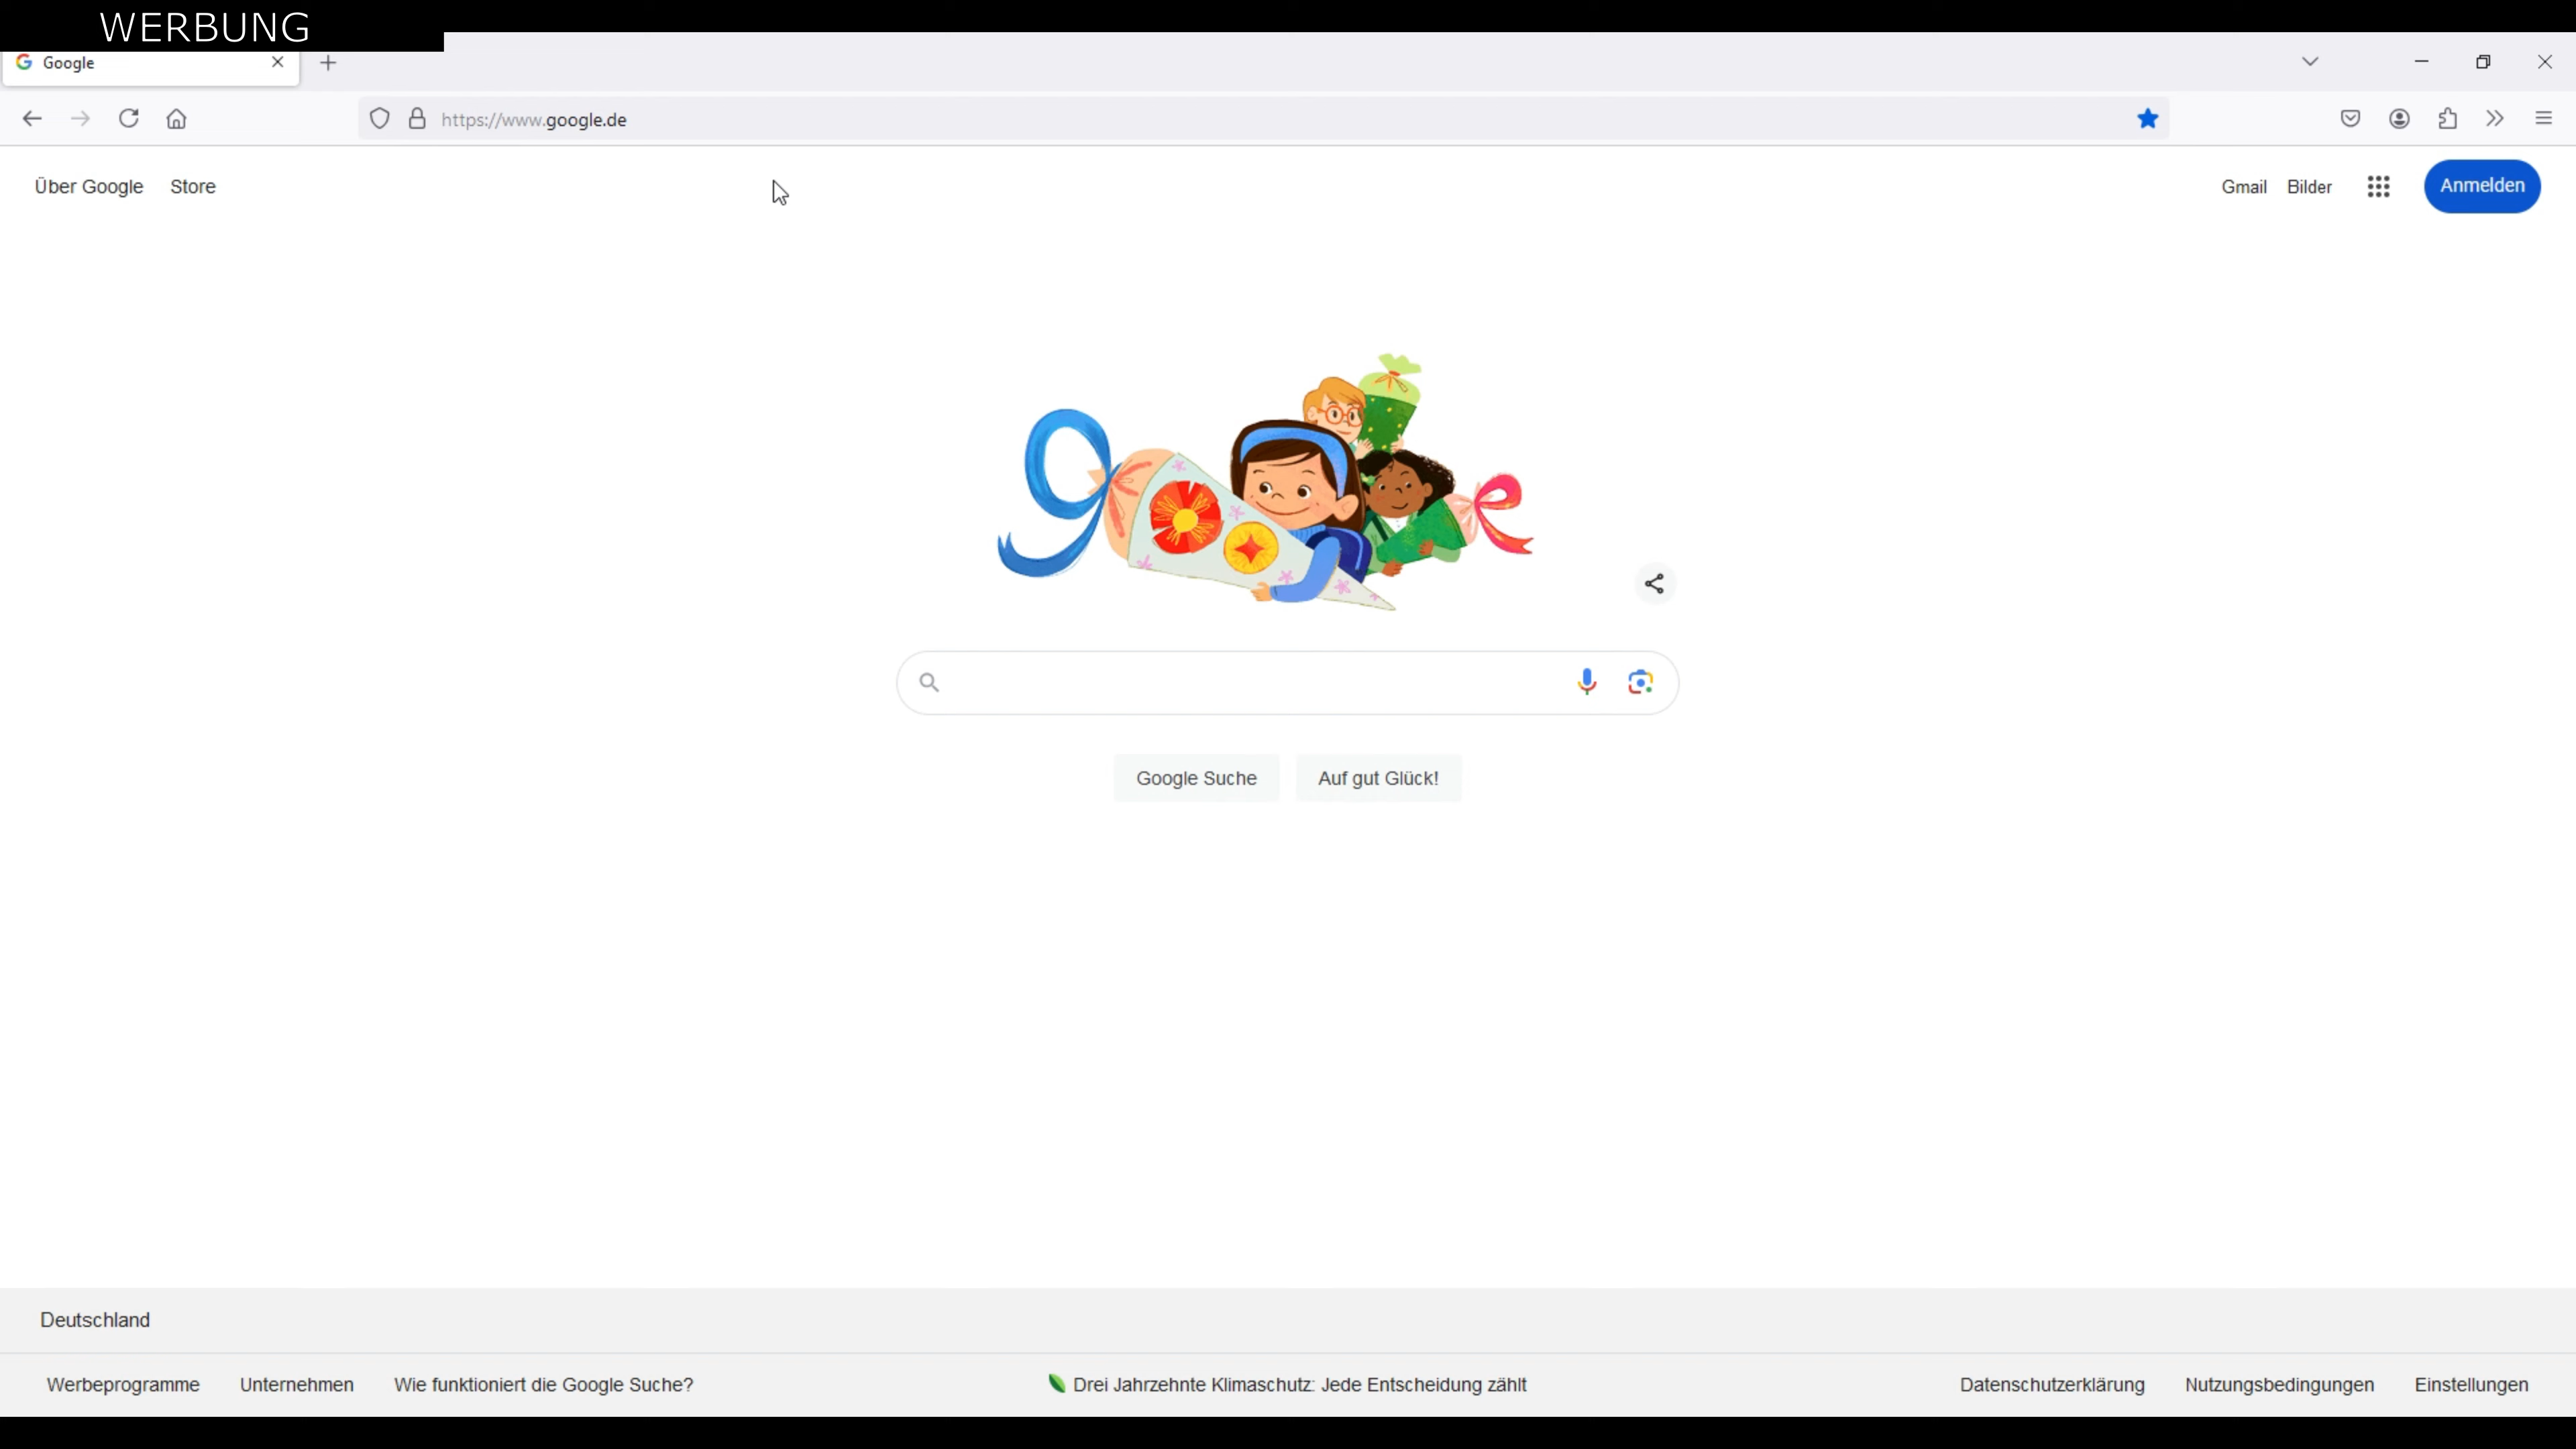 WERBUNG
Google
https://www.google.de
Über Google Store
Gmail Bilder Anmelden
Google Suche Auf gut Glück!
Deutschland
Werbeprogramme Unternehmen Wie funktioniert die Google Suche? Drei Jahrzehnte Klimaschutz: Jede Entscheidung zählt Datenschutzerklärung Nutzungsbedingungen Einstellungen